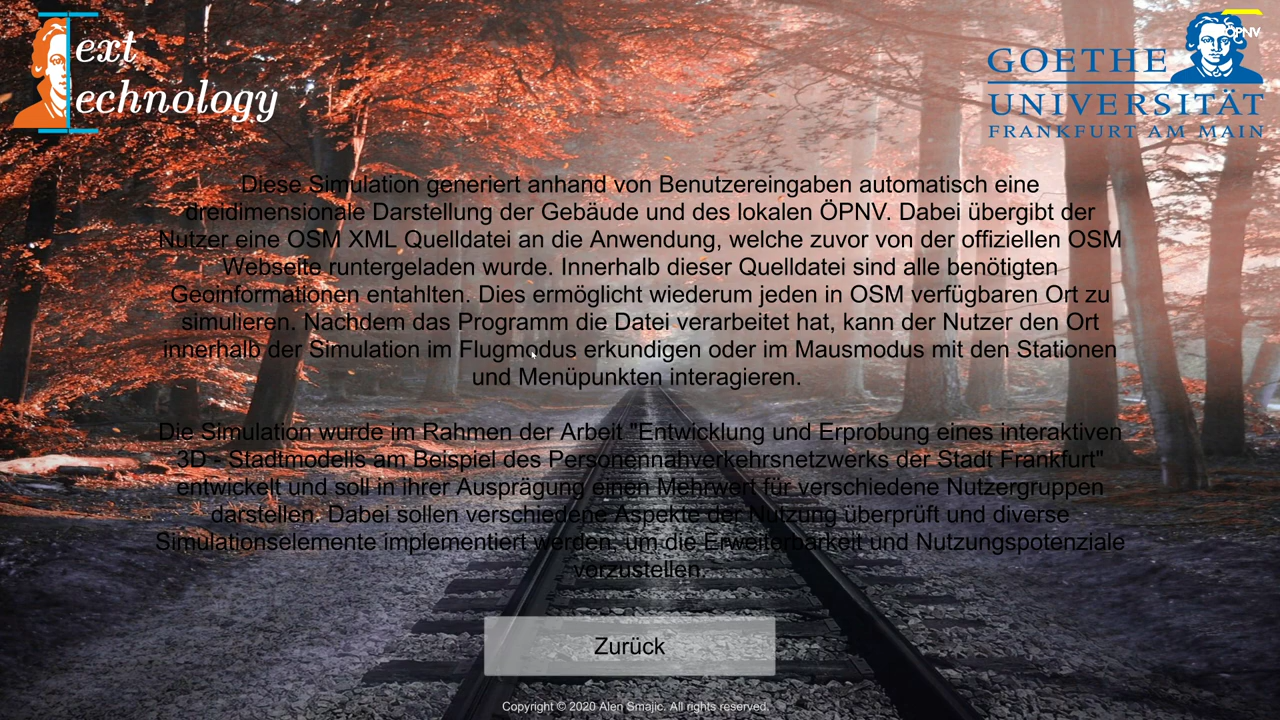 Text
Technology
ÖPNV
GOETHE
UNIVERSITÄT
FRANKFURT AM MAIN
Diese Simulation generiert anhand von Benutzereingaben automatisch eine
dreidimensionale Darstellung der Gebäude und des lokalen ÖPNV. Dabei übergibt der
Nutzer eine OSM XML Quelldatei an die Anwendung, welche zuvor von der offiziellen OSM
Webseite runtergeladen wurde. Innerhalb dieser Quelldatei sind alle benötigten
Geoinformationen entahlten. Dies ermöglicht wiederum jeden in OSM verfügbaren Ort zu
simulieren. Nachdem das Programm die Datei verarbeitet hat, kann der Nutzer den Ort
innerhalb der Simulation im Flugmodus erkundigen oder im Mausmodus mit den Stationen
und Menüpunkten interagieren.
Die Simulation wurde im Rahmen der Arbeit "Entwicklung und Erprobung eines interaktiven
3D - Stadtmodells am Beispiel des Personennahverkehrsnetzwerks der Stadt Frankfurt"
entwickelt und soll in ihrer Ausprägung einen Mehrwert für verschiedene Nutzergruppen
darstellen. Dabei sollen verschiedene Aspekte der Nutzung überprüft und diverse
Simulationselemente implementiert werden, um die Erweiterbarkeit und Nutzungspotenziale
vorzustellen.
Zurück
Copyright © 2020 Alen Smajic. All rights reserved.